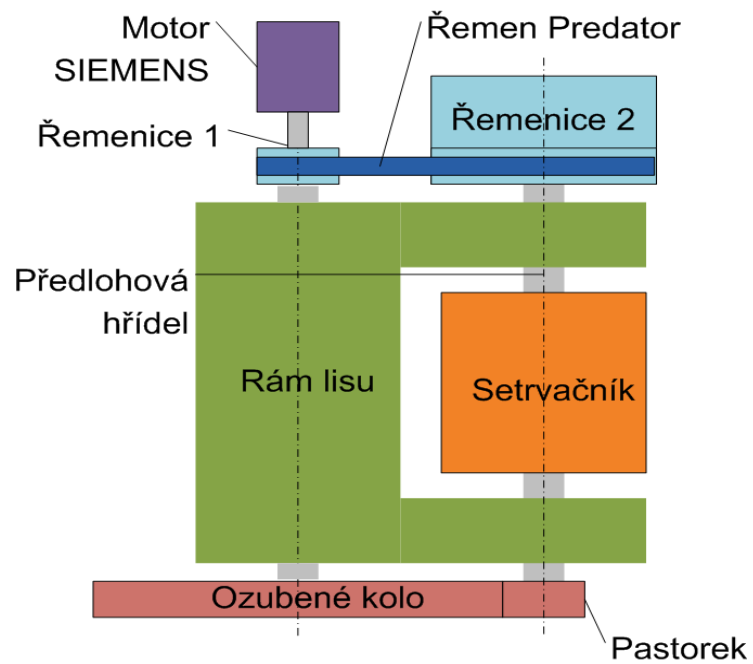 Motor
SIEMENS
Řemen Predator
Řemenice 1
Řemenice 2
Předlohová
hřídel
Rám lisu
Setrvačník
Ozubené kolo
Pastorek